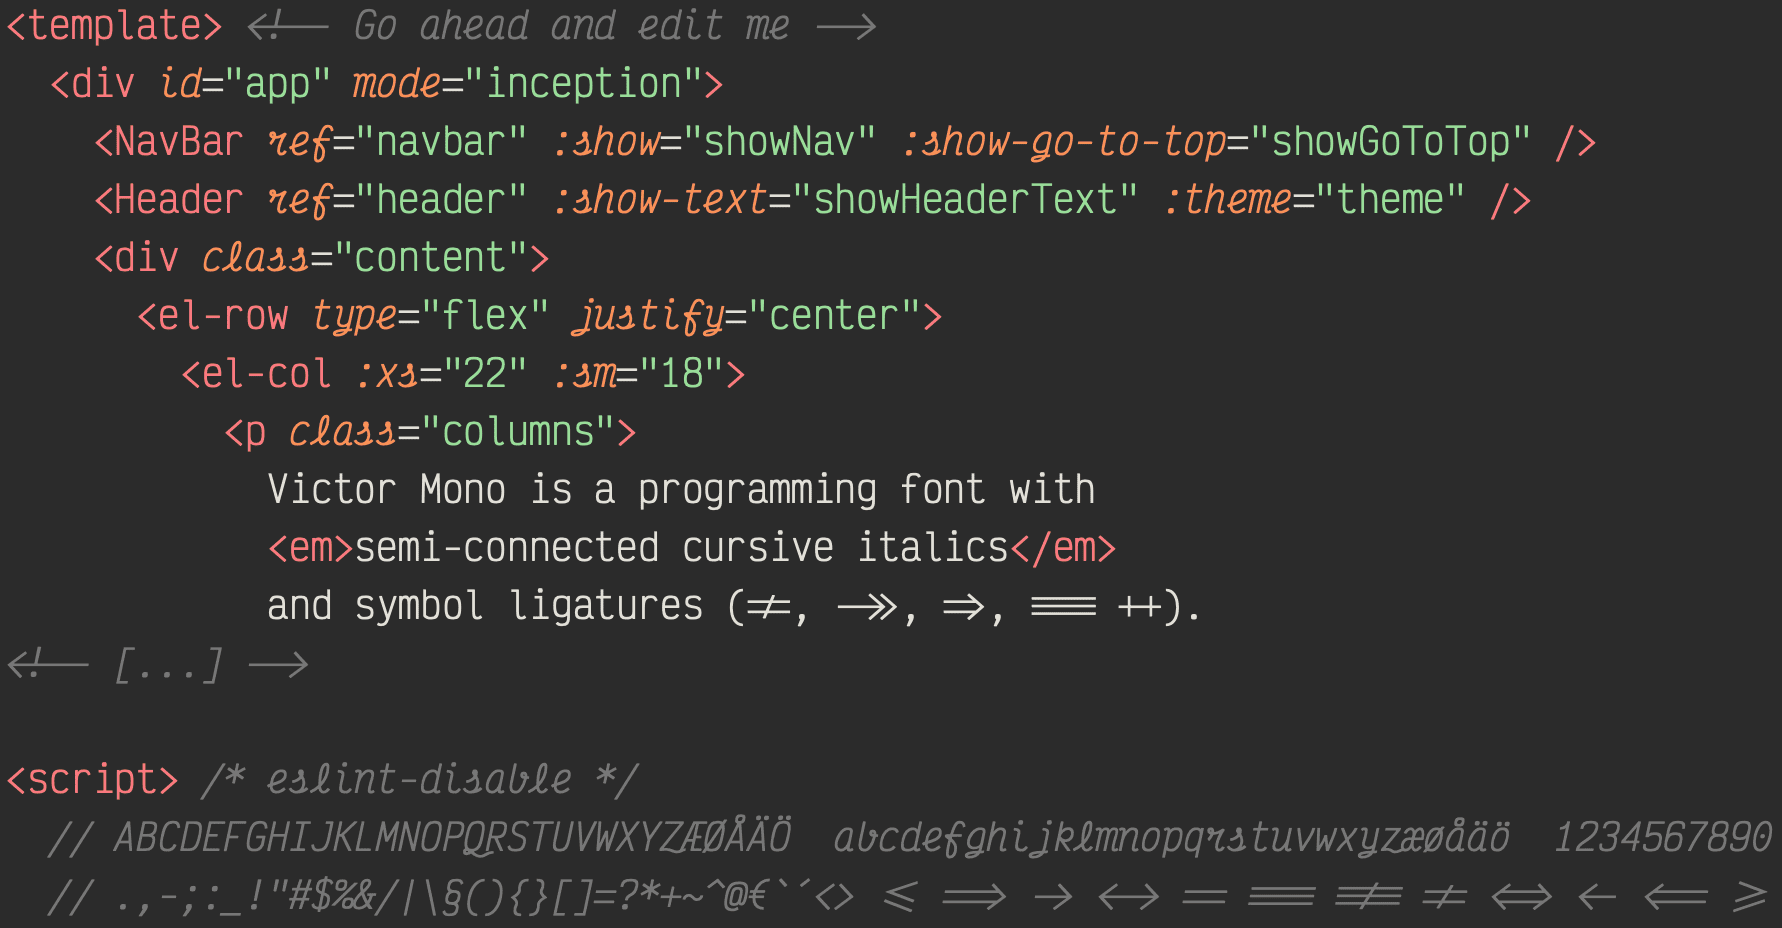 <template> <!-- Go ahead and edit me -->
<div id="app" mode="inception">
<NavBar ref="navbar" :show="showNav" :show-go-to-top="showGoToTop" />
<Header ref="header" :show-text="showHeaderText" :theme="theme" />
<div class="content">
<el-row type="flex" justify="center">
<el-col :xs="22" :sm="18">
<p class="columns">
Victor Mono is a programming font with
<em>semi-connected cursive italics</em>
and symbol ligatures (!=, ->>, =>, === ++).
<!-- [...] -->
<script> /* eslint-disable */
// ABCDEFGHIJKLMNOPQRSTUVWXYZÆØÅÄÖ abcdefghijklmnopqrstuvwxyzæøåäö 1234567890
// .,-;:_!"#$%&/|\§(){}[]=?*+~^@€`´<> <= ==> -> <-> == === !== != <=> <- <== >=